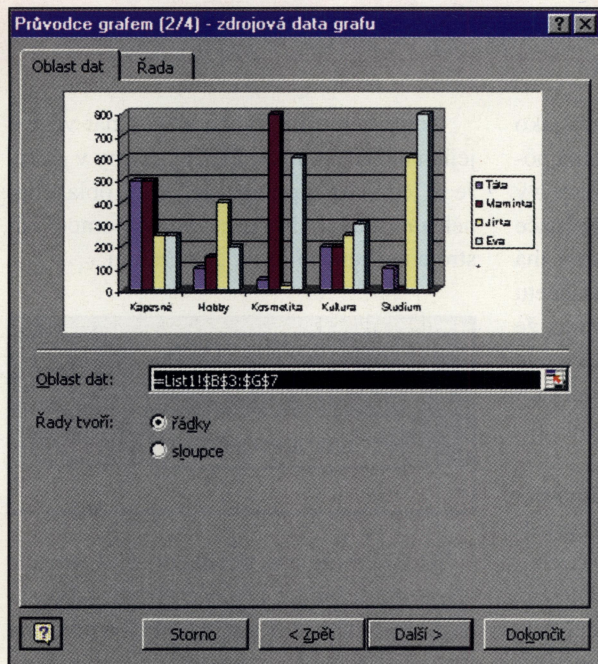 Průvodce grafem (2/4) - zdrojová data grafu
Oblast dat
Řada
800
700
600
500
400
300
200
100
0
Kapesné
Hobby
Kosmetika
Kultura
Studium
Táta
Maminka
Jirka
Eva
Oblast dat:
=List1!$B$3:$G$7
Řady tvoří:
řádky
sloupce
Storno
< Zpět
Další >
Dokončit